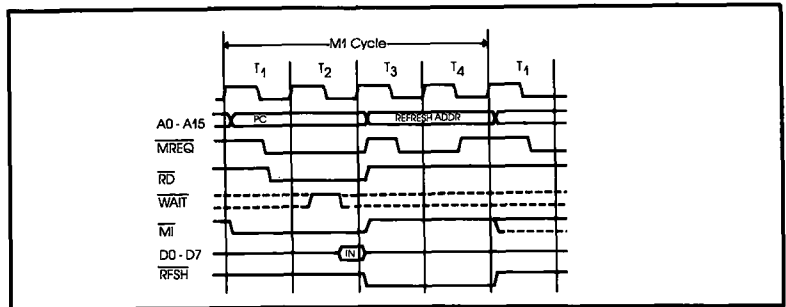 M1 Cycle
T1 T2 T3 T4 T1
A0 - A15 PC REFRESH ADDR
MREQ
RD
WAIT
MI
D0 - D7 IN
RFSH